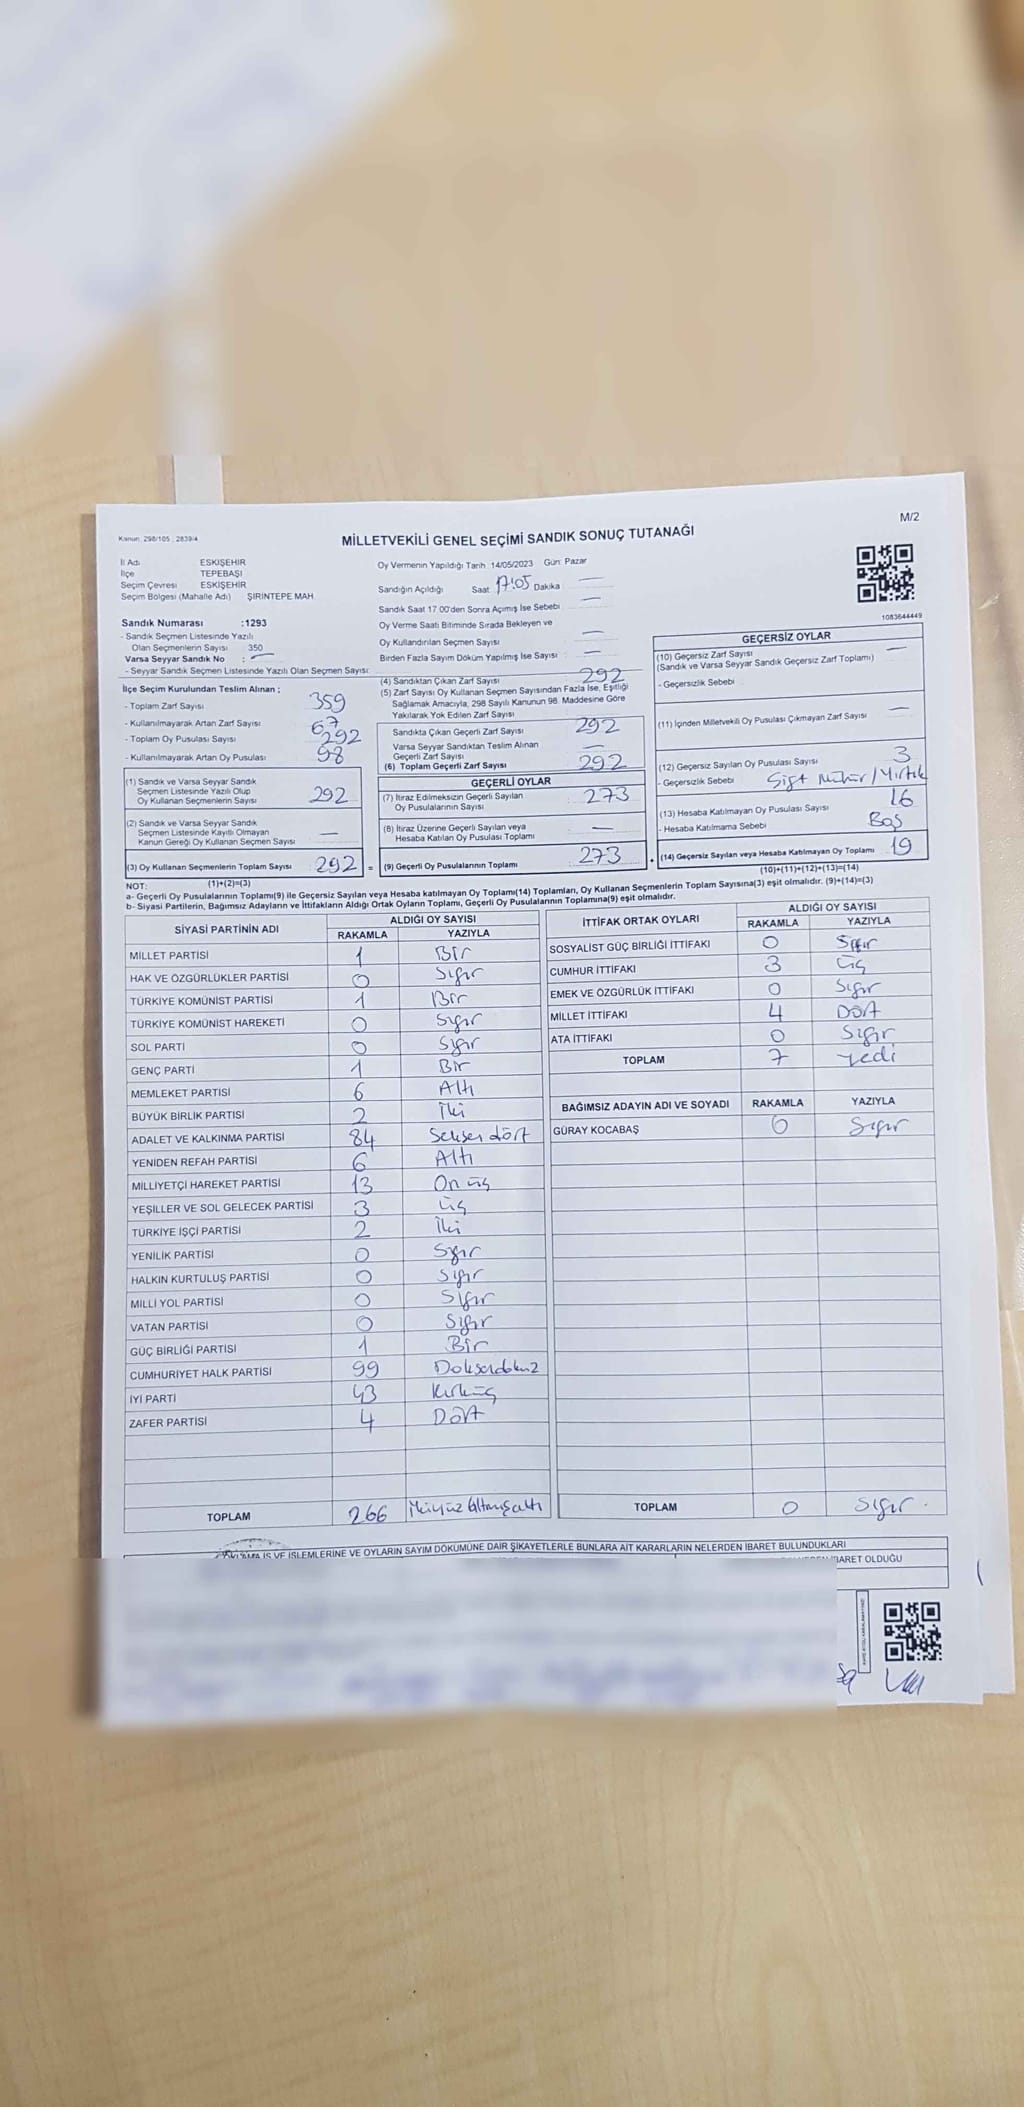 M/2
Kanun: 298/105 ; 2839/4
MİLLETVEKİLİ GENEL SEÇİMİ SANDIK SONUÇ TUTANAĞI
İl Adı ESKİŞEHİR
İlçe TEPEBAŞI
Seçim Çevresi ESKİŞEHİR
Seçim Bölgesi (Mahalle Adı) ŞİRİNTEPE MAH.
Sandık Numarası :1293
- Sandık Seçmen Listesinde Yazılı
Olan Seçmenlerin Sayısı 350
Varsa Seyyar Sandık No : —
- Seyyar Sandık Seçmen Listesinde Yazılı Olan Seçmen Sayısı:
Oy Vermenin Yapıldığı Tarih: 14/05/2023 Gün: Pazar
Sandığın Açıldığı Saat 17:05 Dakika —
Sandık Saat 17.00'den Sonra Açımış İse Sebebi —
Oy Verme Saati Bitiminde Sırada Bekleyen ve
Oy Kullandırılan Seçmen Sayısı —
Birden Fazla Sayım Döküm Yapılmış İse Sayısı : —
1083644449
İlçe Seçim Kurulundan Teslim Alınan ;
- Toplam Zarf Sayısı 359
- Kullanılmayarak Artan Zarf Sayısı 67
- Toplam Oy Pusulası Sayısı 292
- Kullanılmayarak Artan Oy Pusulası 98
(1) Sandık ve Varsa Seyyar Sandık
Seçmen Listesinde Yazılı Olup
Oy Kullanan Seçmenlerin Sayısı 292
(2) Sandık ve Varsa Seyyar Sandık
Seçmen Listesinde Kayıtlı Olmayan
Kanun Gereği Oy Kullanan Seçmen Sayısı —
(3) Oy Kullanan Seçmenlerin Toplam Sayısı 292 =
(1)+(2)=(3)
(4) Sandıktan Çıkan Zarf Sayısı 292
(5) Zarf Sayısı Oy Kullanan Seçmen Sayısından Fazla İse, Eşitliği
Sağlamak Amacıyla, 298 Sayılı Kanunun 98. Maddesine Göre
Yakılarak Yok Edilen Zarf Sayısı
Sandıkta Çıkan Geçerli Zarf Sayısı 292
Varsa Seyyar Sandıktan Teslim Alınan
Geçerli Zarf Sayısı —
(6) Toplam Geçerli Zarf Sayısı 292
GEÇERLİ OYLAR
(7) İtiraz Edilmeksizin Geçerli Sayılan
Oy Pusulalarının Sayısı : 273
(8) İtiraz Üzerine Geçerli Sayılan veya
Hesaba Katılan Oy Pusulası Toplamı —
(9) Geçerli Oy Pusulalarının Toplamı 273
GEÇERSİZ OYLAR
(10) Geçersiz Zarf Sayısı —
(Sandık ve Varsa Seyyar Sandık Geçersiz Zarf Toplamı)
- Geçersizlik Sebebi
(11) İçinden Milletvekili Oy Pusulası Çıkmayan Zarf Sayısı —
(12) Geçersiz Sayılan Oy Pusulası Sayısı 3
- Geçersizlik Sebebi Çift Mühür/Yırtık
(13) Hesaba Katılmayan Oy Pusulası Sayısı 16
- Hesaba Katılmama Sebebi Boş
(14) Geçersiz Sayılan veya Hesaba Katılmayan Oy Toplamı 19
(10)+(11)+(12)+(13)=(14)
NOT:
a- Geçerli Oy Pusulalarının Toplamı(9) ile Geçersiz Sayılan veya Hesaba katılmayan Oy Toplamı(14) Toplamları, Oy Kullanan Seçmenlerin Toplam Sayısına(3) eşit olmalıdır. (9)+(14)=(3)
b- Siyasi Partilerin, Bağımsız Adayların ve İttifakların Aldığı Ortak Oyların Toplamı, Geçerli Oy Pusulalarının Toplamına(9) eşit olmalıdır.
SİYASİ PARTİNİN ADI ALDIĞI OY SAYISI
RAKAMLA YAZIYLA
MİLLET PARTİSİ 1 Bir
HAK VE ÖZGÜRLÜKLER PARTİSİ 0 Sıfır
TÜRKİYE KOMÜNİST PARTİSİ 1 Bir
TÜRKİYE KOMÜNİST HAREKETİ 0 Sıfır
SOL PARTİ 0 Sıfır
GENÇ PARTİ 1 Bir
MEMLEKET PARTİSİ 6 Altı
BÜYÜK BİRLİK PARTİSİ 2 İki
ADALET VE KALKINMA PARTİSİ 84 Seksen dört
YENİDEN REFAH PARTİSİ 6 Altı
MİLLİYETÇİ HAREKET PARTİSİ 13 On üç
YEŞİLLER VE SOL GELECEK PARTİSİ 3 üç
TÜRKİYE İŞÇİ PARTİSİ 2 İki
YENİLİK PARTİSİ 0 Sıfır
HALKIN KURTULUŞ PARTİSİ 0 Sıfır
MİLLİ YOL PARTİSİ 0 Sıfır
VATAN PARTİSİ 0 Sıfır
GÜÇ BİRLİĞİ PARTİSİ 1 Bir
CUMHURİYET HALK PARTİSİ 99 Doksandokuz
İYİ PARTİ 43 Kırküç
ZAFER PARTİSİ 4 Dört
TOPLAM 266 İkiyüz altmışaltı
İTTİFAK ORTAK OYLARI ALDIĞI OY SAYISI
RAKAMLA YAZIYLA
SOSYALİST GÜÇ BİRLİĞİ İTTİFAKI 0 Sıfır
CUMHUR İTTİFAKI 3 üç
EMEK VE ÖZGÜRLÜK İTTİFAKI 0 Sıfır
MİLLET İTTİFAKI 4 Dört
ATA İTTİFAKI 0 Sıfır
TOPLAM 7 Yedi
BAĞIMSIZ ADAYIN ADI VE SOYADI RAKAMLA YAZIYLA
GÜRAY KOCABAŞ 0 Sıfır
TOPLAM 0 Sıfır
İŞ VE İŞLEMLERİNE VE OYLARIN SAYIM DÖKÜMÜNE DAİR ŞİKAYETLERLE BUNLARA AİT KARARLARIN NELERDEN İBARET BULUNDUKLARI
İBARET OLDUĞU